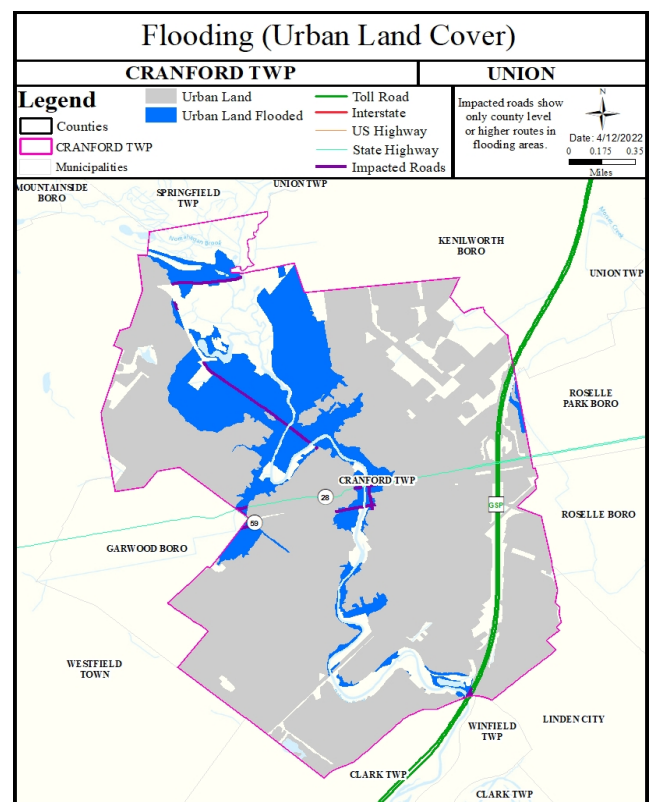 Flooding (Urban Land Cover)
CRANFORD TWP
UNION
Legend
Counties
CRANFORD TWP
Municipalities
Urban Land
Urban Land Flooded
Toll Road
Interstate
US Highway
State Highway
Impacted Roads
Impacted roads show
only county level
or higher routes in
flooding areas.
N
Date: 4/12/2022
0 0.175 0.35
Miles
MOUNTAINSIDE
BORO
SPRINGFIELD
TWP
UNION TWP
KENILWORTH
BORO
UNION TWP
ROSELLE
PARK BORO
CRANFORD TWP
28
GSP
59
ROSELLE BORO
GARWOOD BORO
WESTFIELD
TOWN
WINFIELD
TWP
LINDEN CITY
CLARK TWP
CLARK TWP